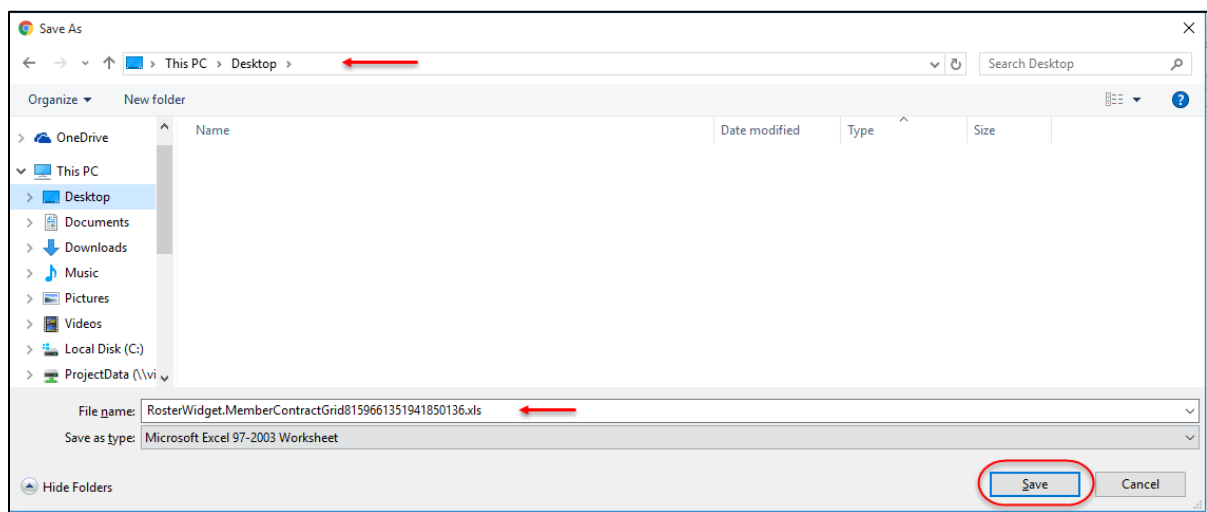 Save As
This PC > Desktop >
Search Desktop
Organize
New folder
Name
Date modified
Type
Size
OneDrive
This PC
Desktop
Documents
Downloads
Music
Pictures
Videos
Local Disk (C:)
ProjectData (\\vi
File name: RosterWidget.MemberContractGrid8159661351941850136.xls
Save as type: Microsoft Excel 97-2003 Worksheet
Hide Folders
Save
Cancel